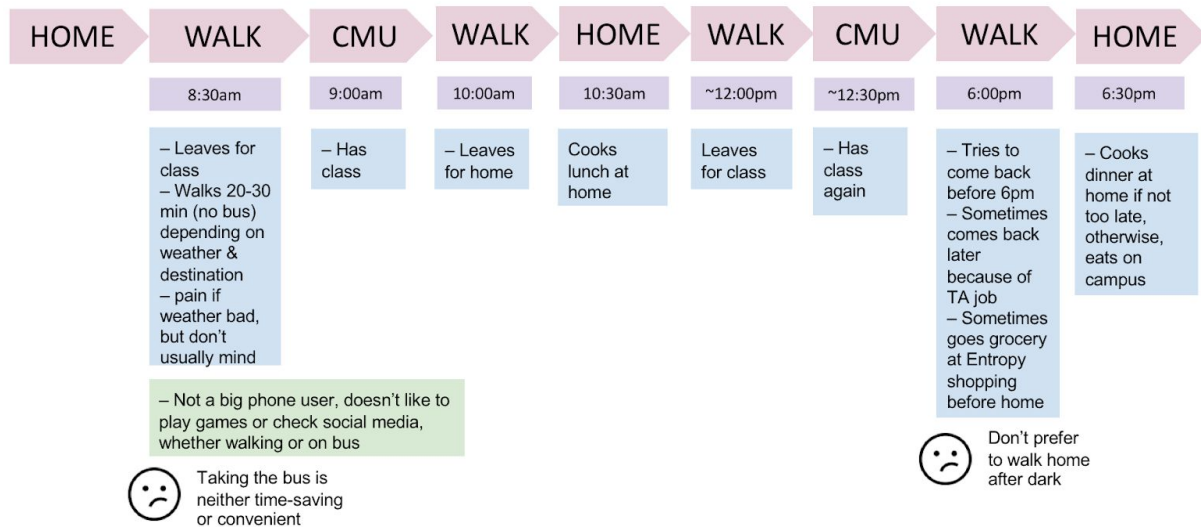 HOME
WALK
CMU
WALK
HOME
WALK
CMU
WALK
HOME
8:30am
9:00am
10:00am
10:30am
~12:00pm
~12:30pm
6:00pm
6:30pm
– Leaves for
class
– Walks 20-30
min (no bus)
depending on
weather &
destination
– pain if
weather bad,
but don't
usually mind
– Has
class
– Leaves
for home
Cooks
lunch at
home
Leaves
for class
– Has
class
again
– Tries to
come back
before 6pm
– Sometimes
comes back
later
because of
TA job
– Sometimes
goes grocery
at Entropy
shopping
before home
– Cooks
dinner at
home if not
too late,
otherwise,
eats on
campus
– Not a big phone user, doesn't like to
play games or check social media,
whether walking or on bus
Taking the bus is
neither time-saving
or convenient
Don't prefer
to walk home
after dark